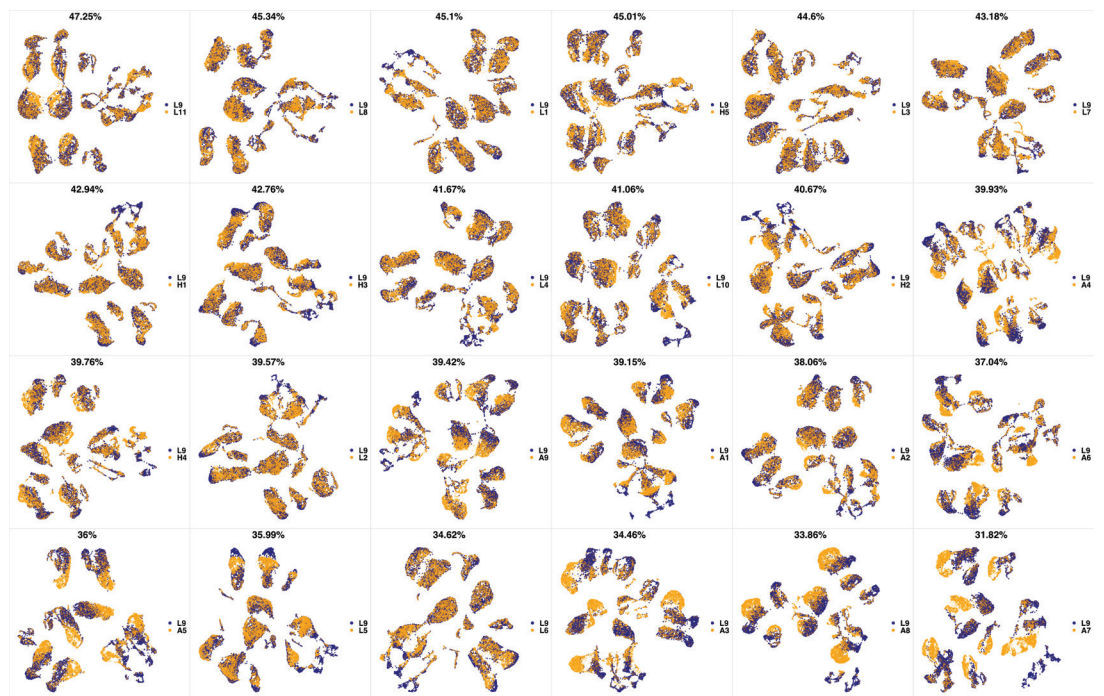 47.25%
L9
L11
45.34%
L9
L8
45.1%
L9
L1
45.01%
L9
H5
44.6%
L9
L3
43.18%
L9
L7
42.94%
L9
H1
42.76%
L9
H3
41.67%
L9
L4
41.06%
L9
L10
40.67%
L9
H2
39.93%
L9
A4
39.76%
L9
H4
39.57%
L9
L2
39.42%
L9
A9
39.15%
L9
A1
38.06%
L9
A2
37.04%
L9
A6
36%
L9
A5
35.99%
L9
L5
34.62%
L9
L6
34.46%
L9
A3
33.86%
L9
A8
31.82%
L9
A7